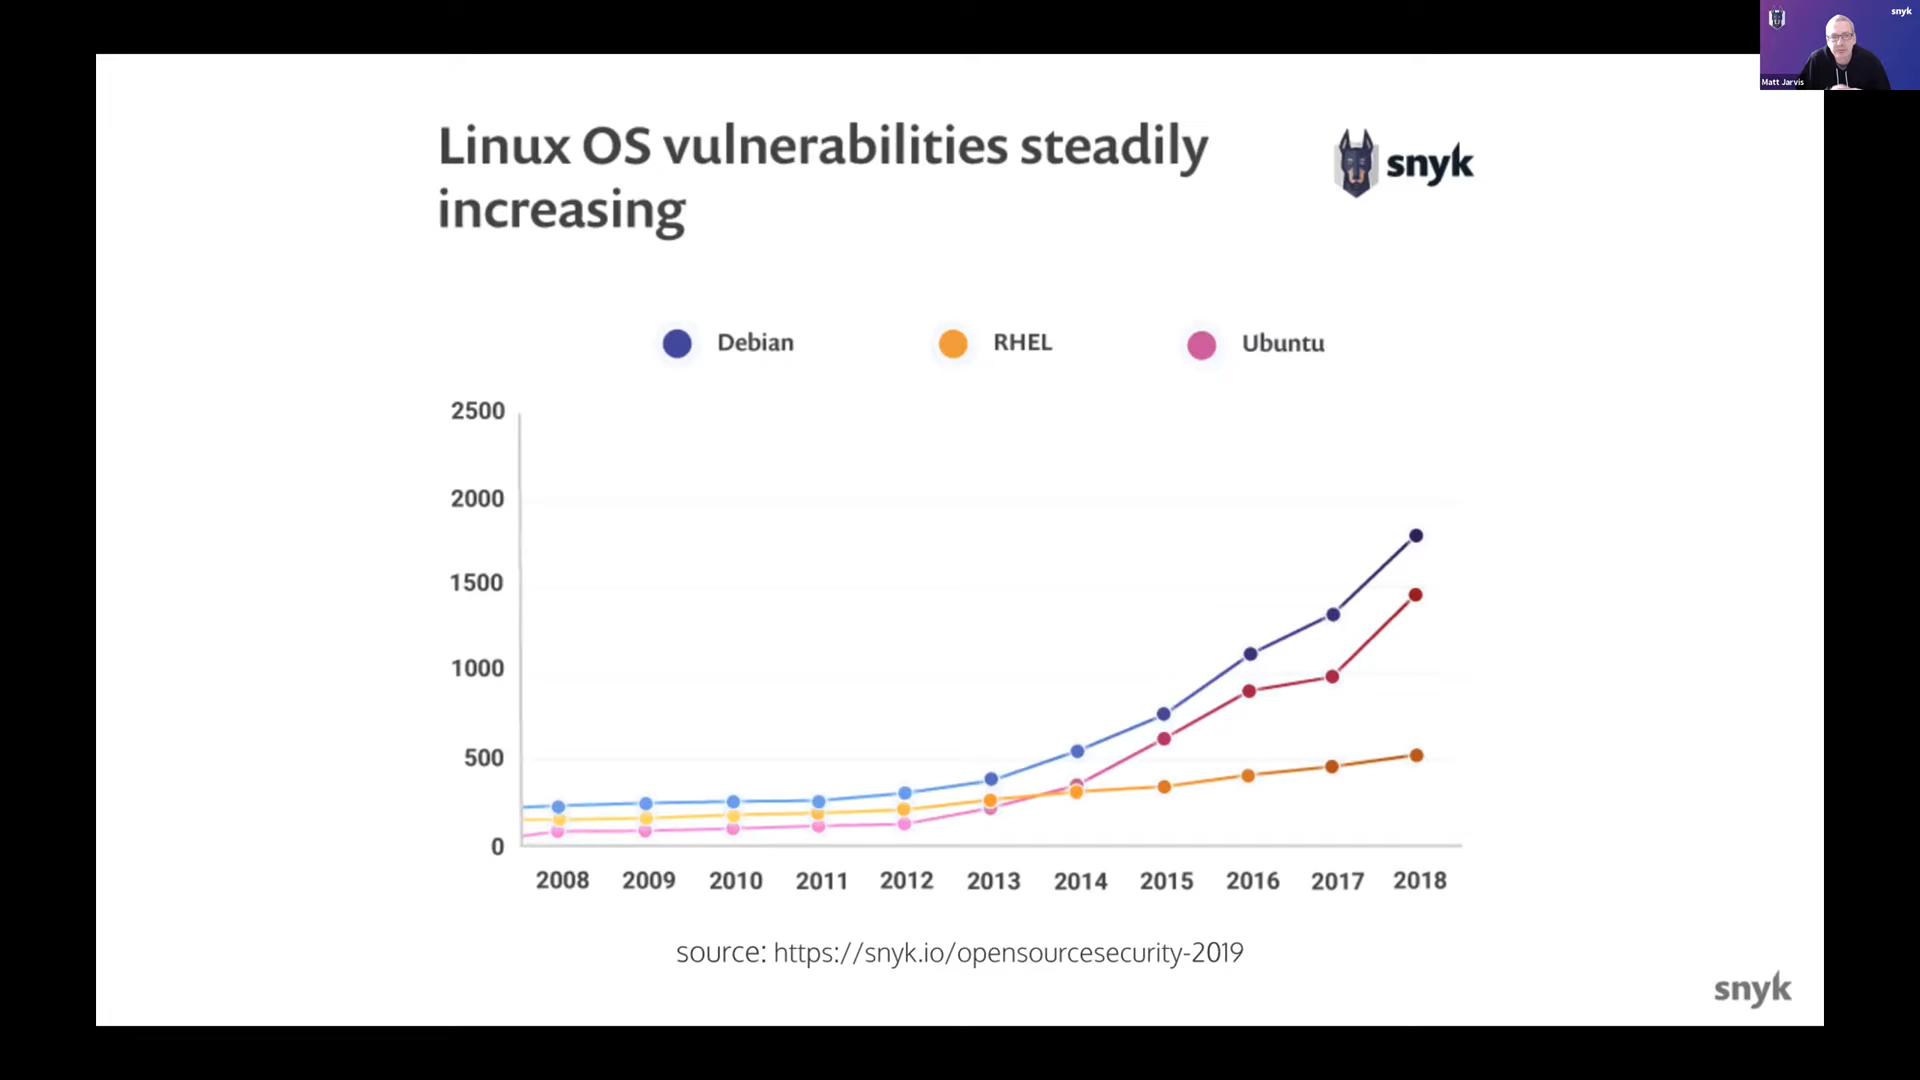 snyk
Matt Jarvis
Linux OS vulnerabilities steadily
increasing
snyk
Debian
RHEL
Ubuntu
2500
2000
1500
1000
500
0
2008 2009 2010 2011 2012 2013 2014 2015 2016 2017 2018
source: https://snyk.io/opensourcesecurity-2019
snyk